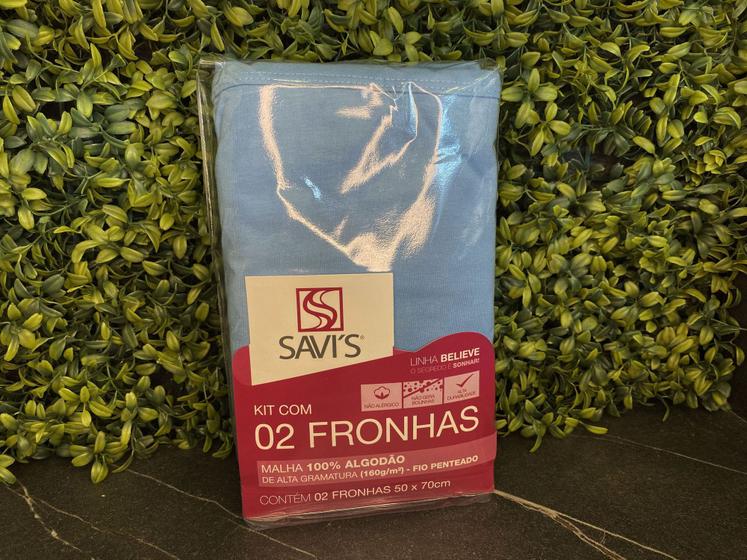 SAVI'S®
LINHA BELIEVE
O SEGREDO É SONHAR!
NÃO ALÉRGICO
NÃO GERA BOLINHAS
ALTA DURABILIDADE
KIT COM
02 FRONHAS
MALHA 100% ALGODÃO
DE ALTA GRAMATURA (160g/m²) - FIO PENTEADO
CONTÉM 02 FRONHAS 50 x 70cm